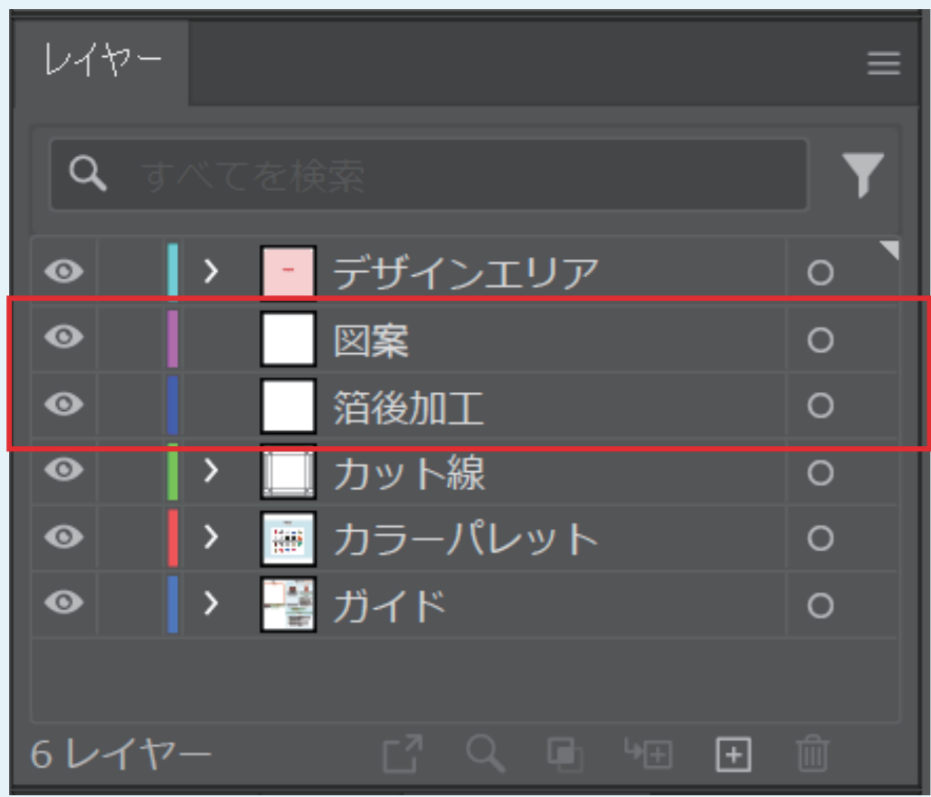 レイヤー
すべてを検索
デザインエリア
図案
箔後加工
カット線
カラーパレット
ガイド
6 レイヤー